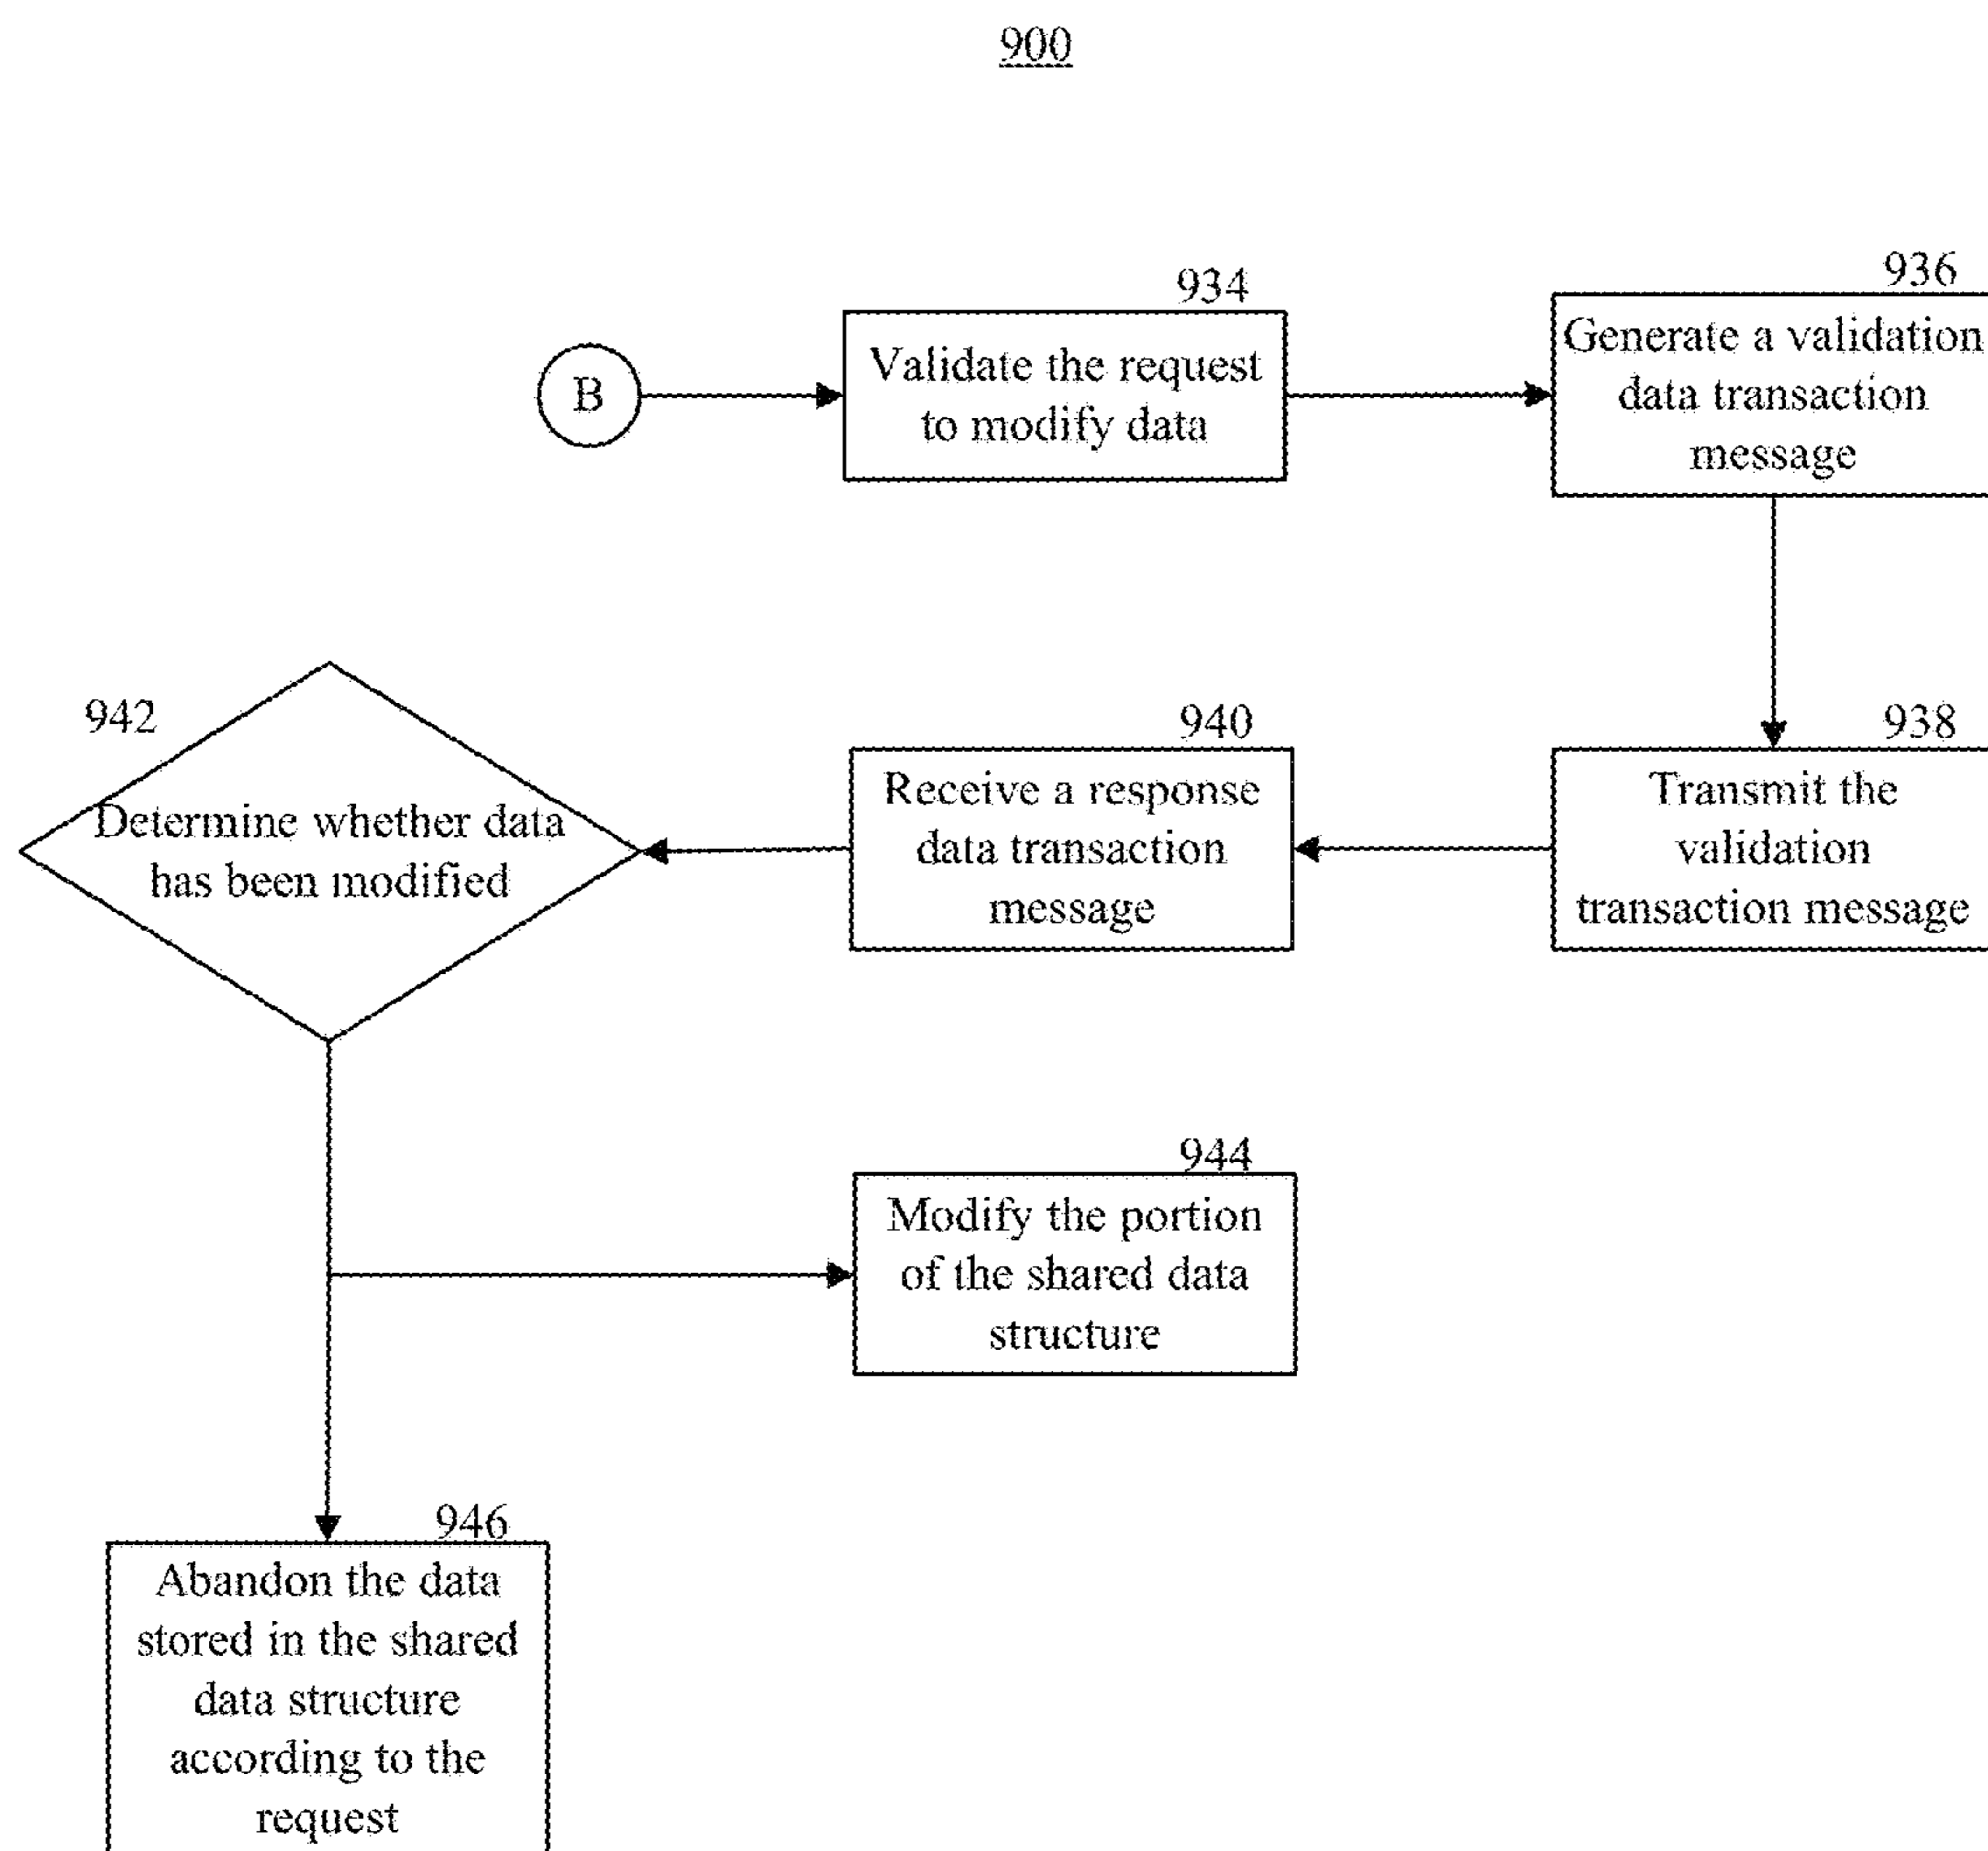 900
934
B
Validate the request
to modify data
936
Generate a validation
data transaction
message
942
Determine whether data
has been modified
940
Receive a response
data transaction
message
938
Transmit the
validation
transaction message
944
Modify the portion
of the shared data
structure
946
Abandon the data
stored in the shared
data structure
according to the
request